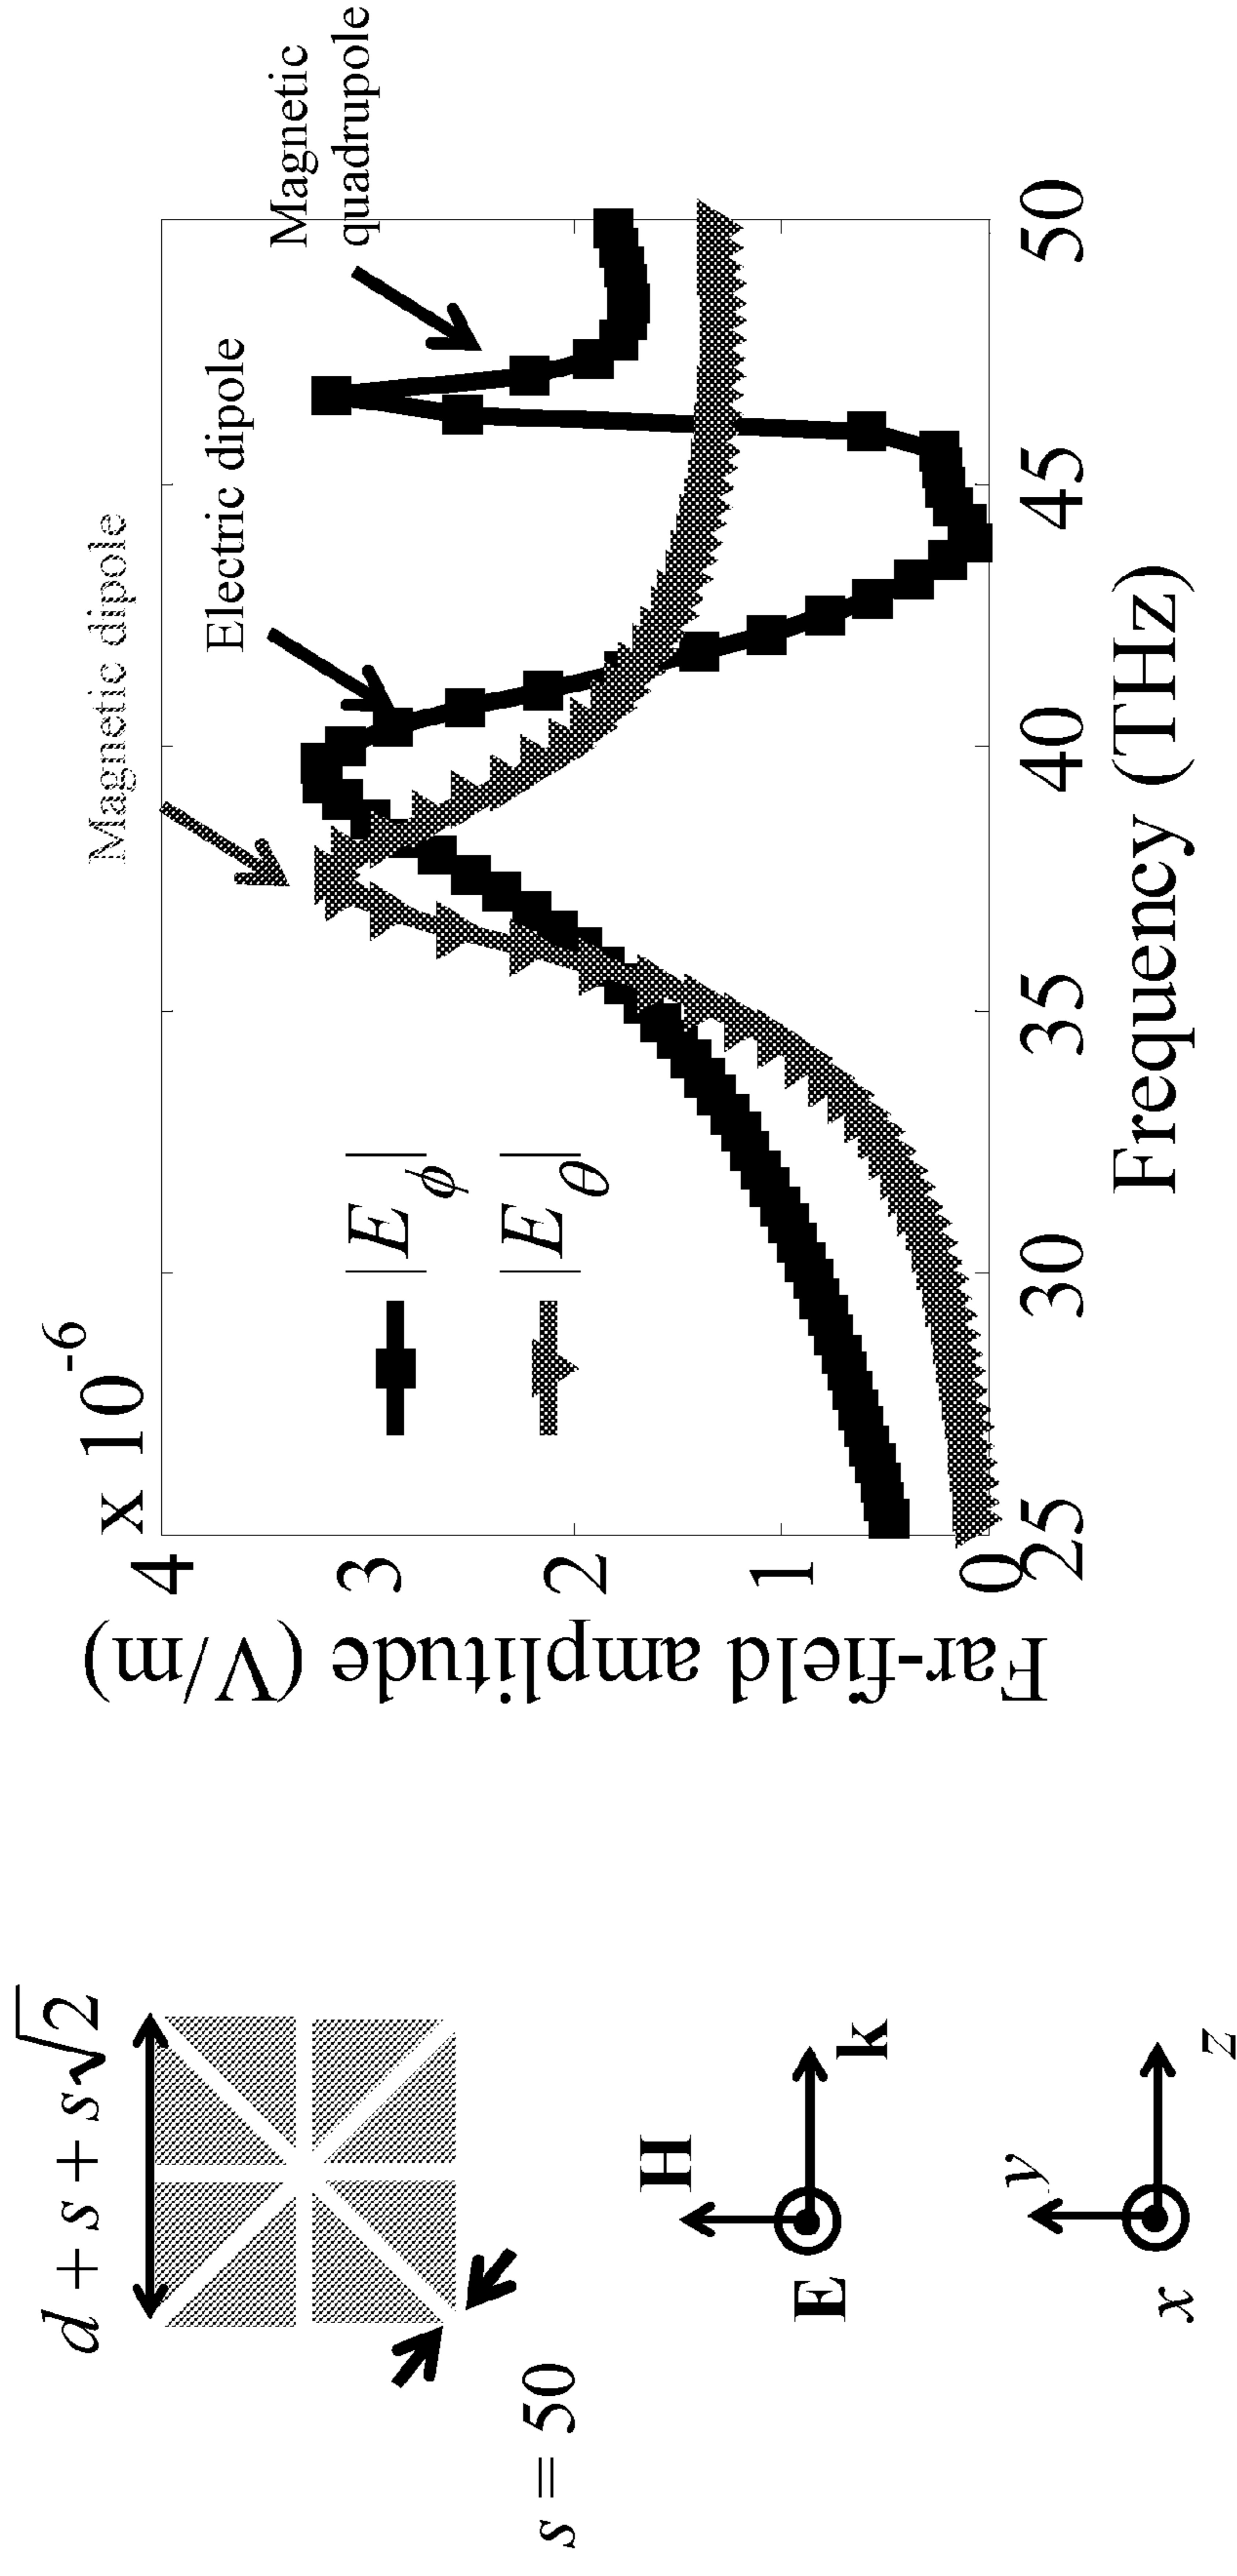 d + s + s√2
s = 50
H
E
k
y
x
z
x 10^-6
Far-field amplitude (V/m)
4
3
2
1
0
25
30
35
40
45
50
Frequency (THz)
|E_ϕ|
|E_θ|
Magnetic dipole
Electric dipole
Magnetic
quadrupole